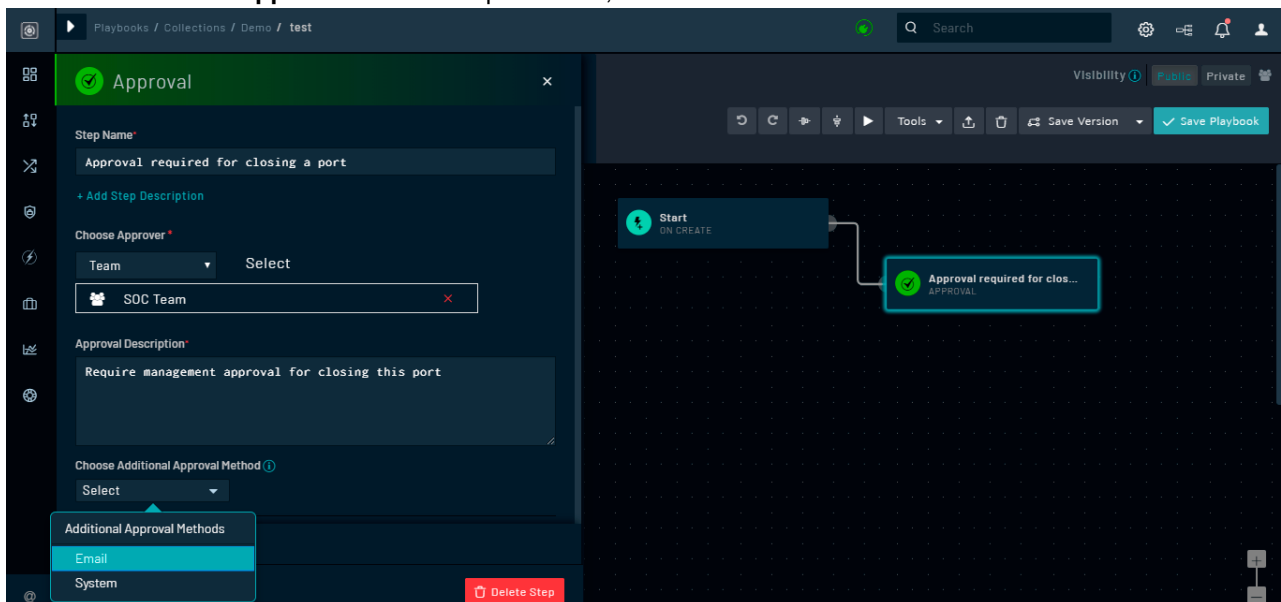 Playbooks / Collections / Demo / test
Search
Approval
×
Visibility Public Private
Tools
Save Version
Save Playbook
Step Name*
Approval required for closing a port
+ Add Step Description
Choose Approver *
Team
Select
SOC Team
×
Approval Description*
Require management approval for closing this port
Choose Additional Approval Method
Select
Additional Approval Methods
Email
System
Delete Step
Start
ON CREATE
Approval required for clos...
APPROVAL
@